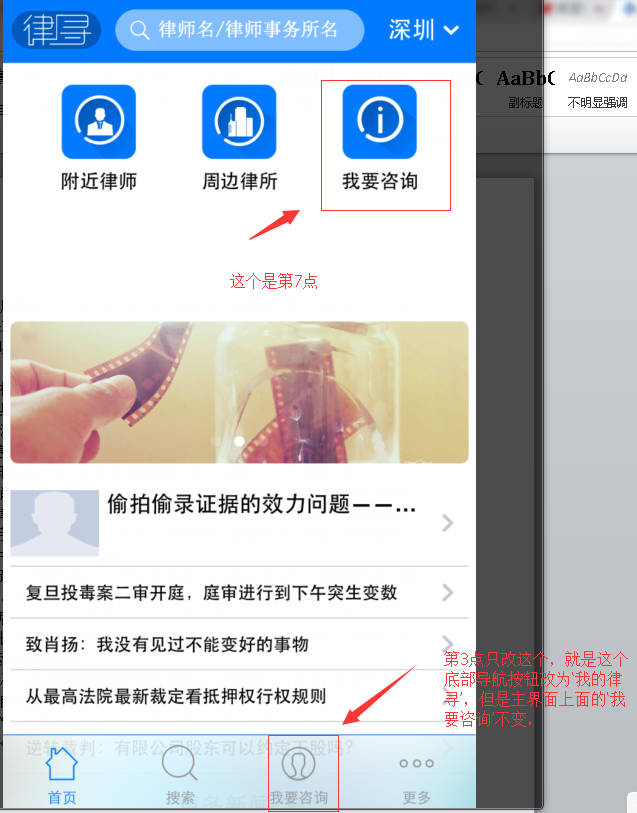 律寻
律师名/律师事务所名
深圳
AaBb(
AaBbCcDd
副标题
不明显强调
附近律师
周边律所
我要咨询
这个是第7点
偷拍偷录证据的效力问题——...
复旦投毒案二审开庭，庭审进行到下午突生变数
致肖扬：我没有见过不能变好的事物
从最高法院最新裁定看抵押权行权规则
第3点只改这个，就是这个
底部导航按钮改为'我的律
寻'，但是主界面上面的'我
要咨询'不变，
逆转裁判：有限公司股东可以约定干股吗？
首页
搜索
我要咨询
更多